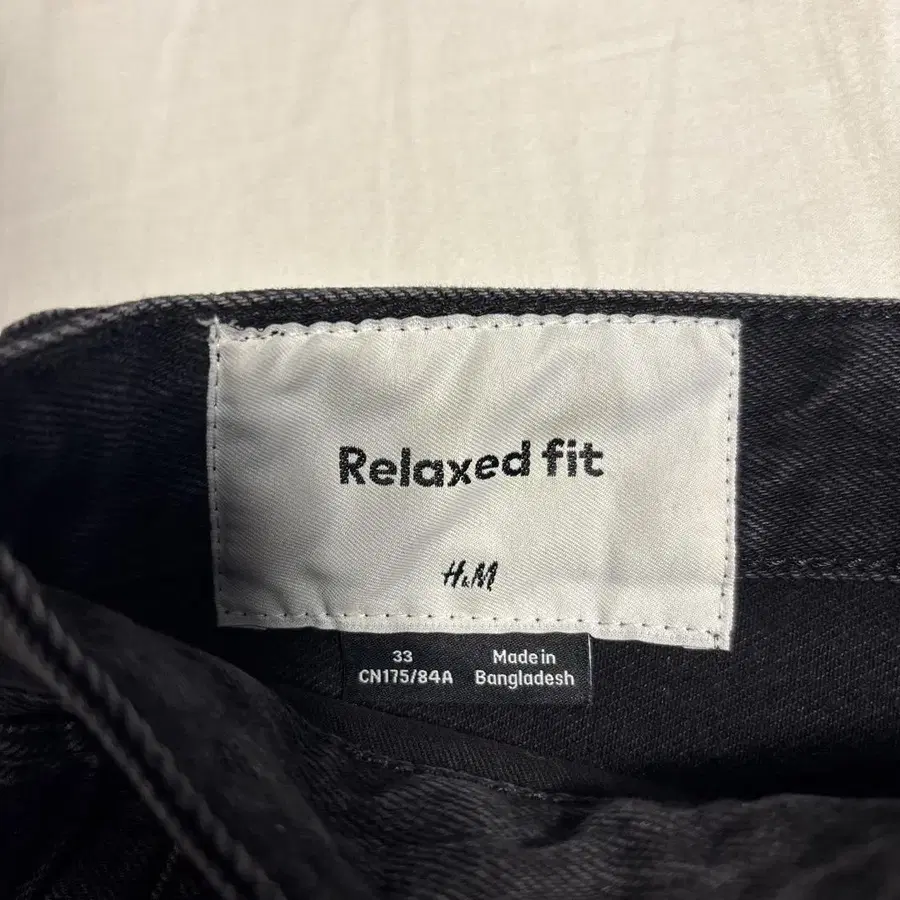 Relaxed fit
H&M
33
CN175/84A
Made in
Bangladesh